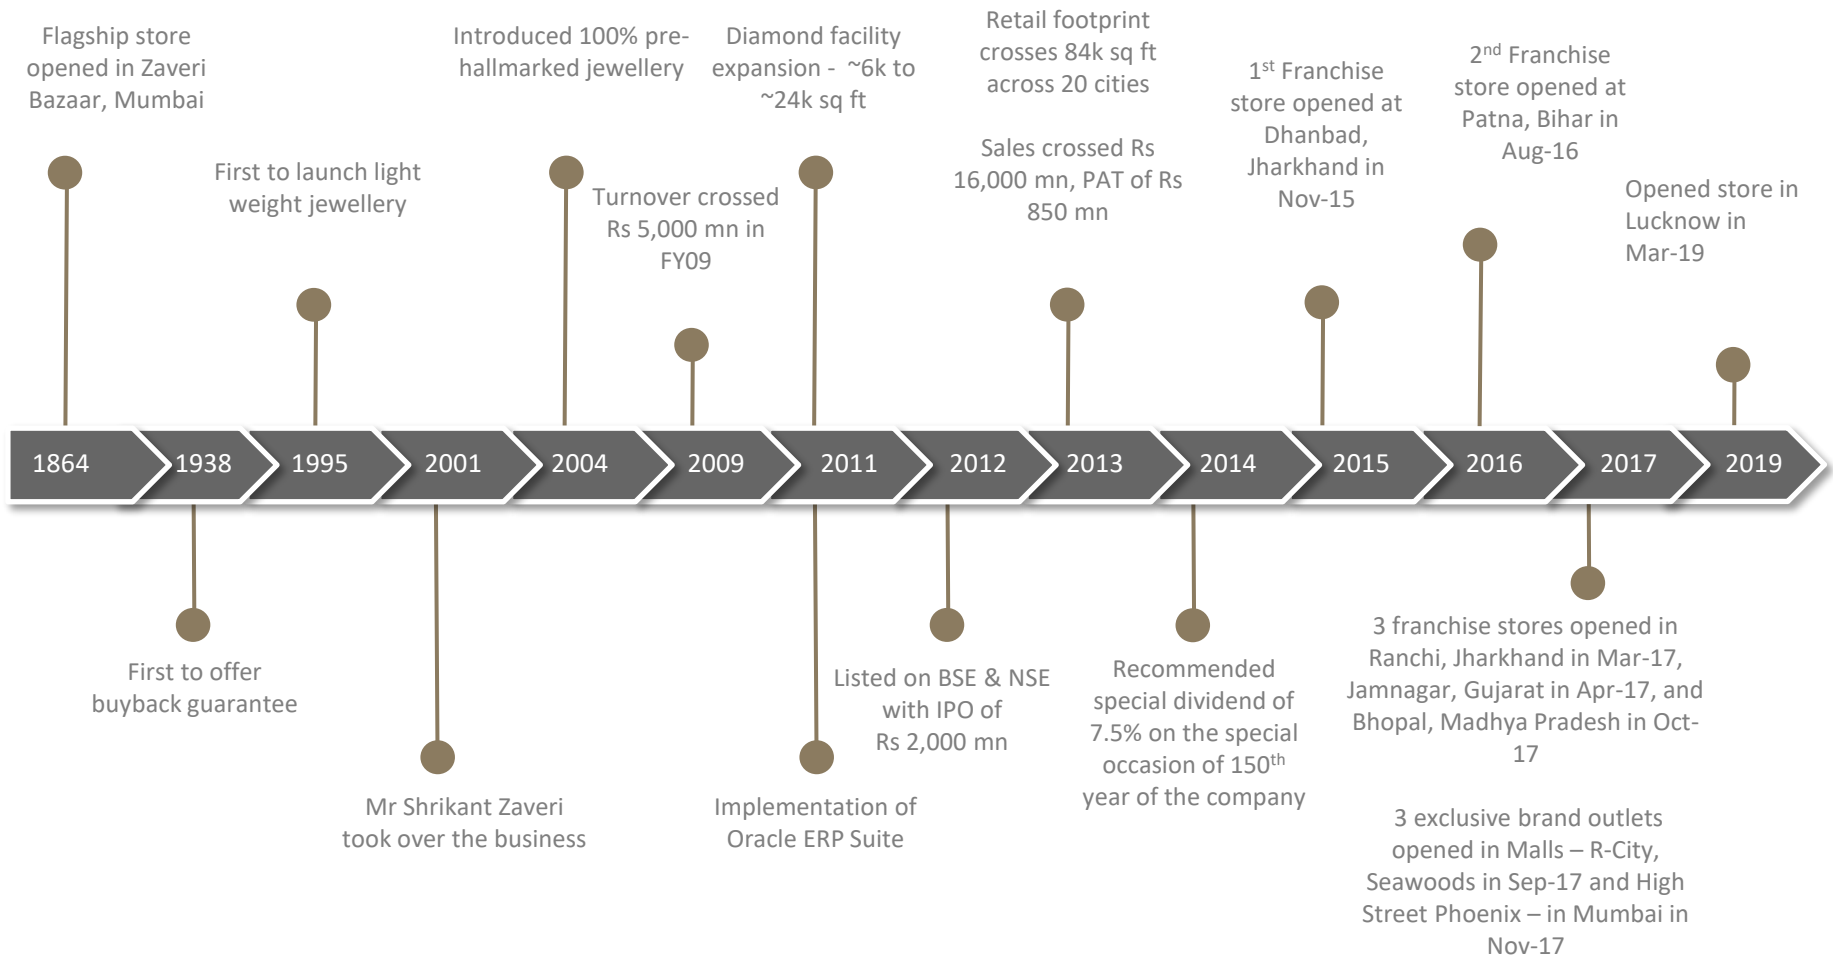 Flagship store
opened in Zaveri
Bazaar, Mumbai
First to launch light
weight jewellery
Introduced 100% pre-
hallmarked jewellery
Turnover crossed
Rs 5,000 mn in
FY09
Diamond facility
expansion - ~6k to
~24k sq ft
Retail footprint
crosses 84k sq ft
across 20 cities
Sales crossed Rs
16,000 mn, PAT of Rs
850 mn
1st Franchise
store opened at
Dhanbad,
Jharkhand in
Nov-15
2nd Franchise
store opened at
Patna, Bihar in
Aug-16
Opened store in
Lucknow in
Mar-19
1864 1938 1995 2001 2004 2009 2011 2012 2013 2014 2015 2016 2017 2019
First to offer
buyback guarantee
Mr Shrikant Zaveri
took over the business
Implementation of
Oracle ERP Suite
Listed on BSE & NSE
with IPO of
Rs 2,000 mn
Recommended
special dividend of
7.5% on the special
occasion of 150th
year of the company
3 franchise stores opened in
Ranchi, Jharkhand in Mar-17,
Jamnagar, Gujarat in Apr-17, and
Bhopal, Madhya Pradesh in Oct-
17
3 exclusive brand outlets
opened in Malls – R-City,
Seawoods in Sep-17 and High
Street Phoenix – in Mumbai in
Nov-17